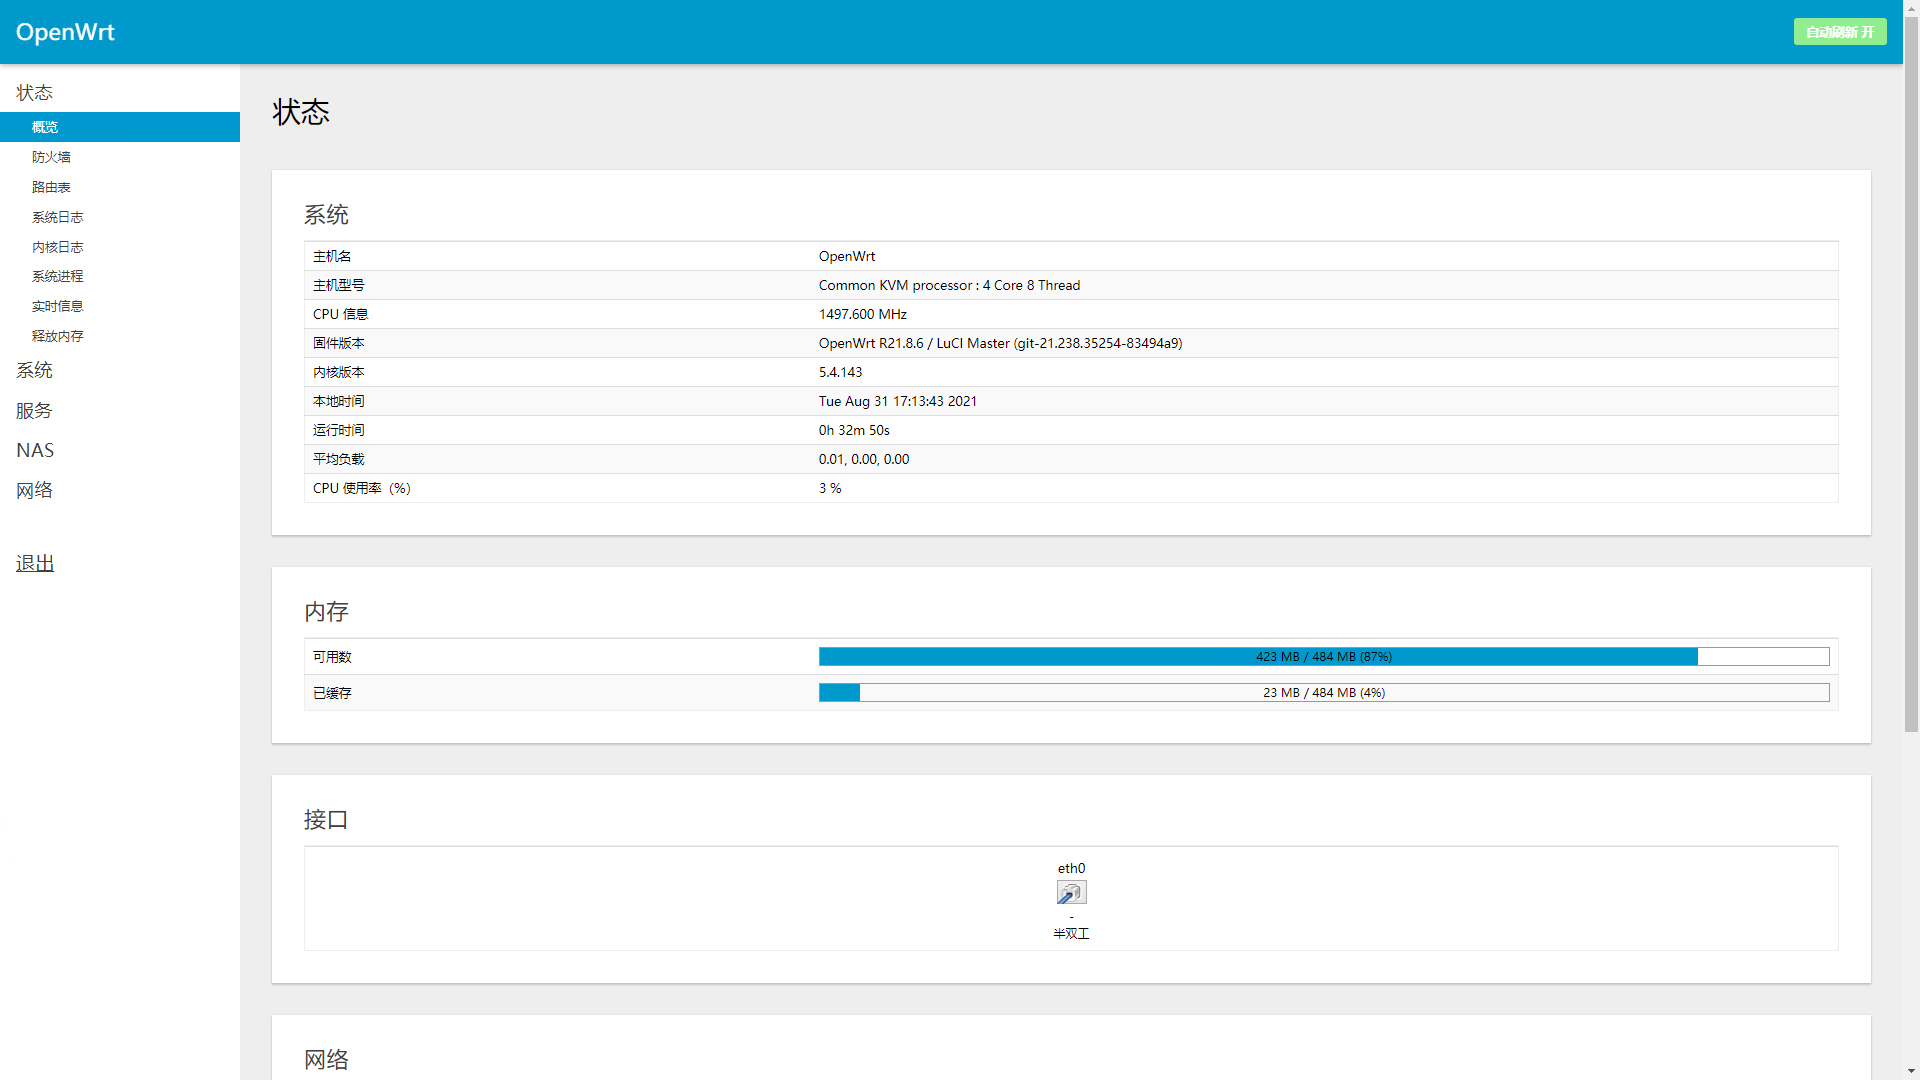 OpenWrt
自动刷新 开
状态
概览
防火墙
路由表
系统日志
内核日志
系统进程
实时信息
释放内存
系统
服务
NAS
网络
退出
状态
系统
主机名 OpenWrt
主机型号 Common KVM processor : 4 Core 8 Thread
CPU 信息 1497.600 MHz
固件版本 OpenWrt R21.8.6 / LuCI Master (git-21.238.35254-83494a9)
内核版本 5.4.143
本地时间 Tue Aug 31 17:13:43 2021
运行时间 0h 32m 50s
平均负载 0.01, 0.00, 0.00
CPU 使用率（%） 3 %
内存
可用数 423 MB / 484 MB (87%)
已缓存 23 MB / 484 MB (4%)
接口
eth0
-
半双工
网络